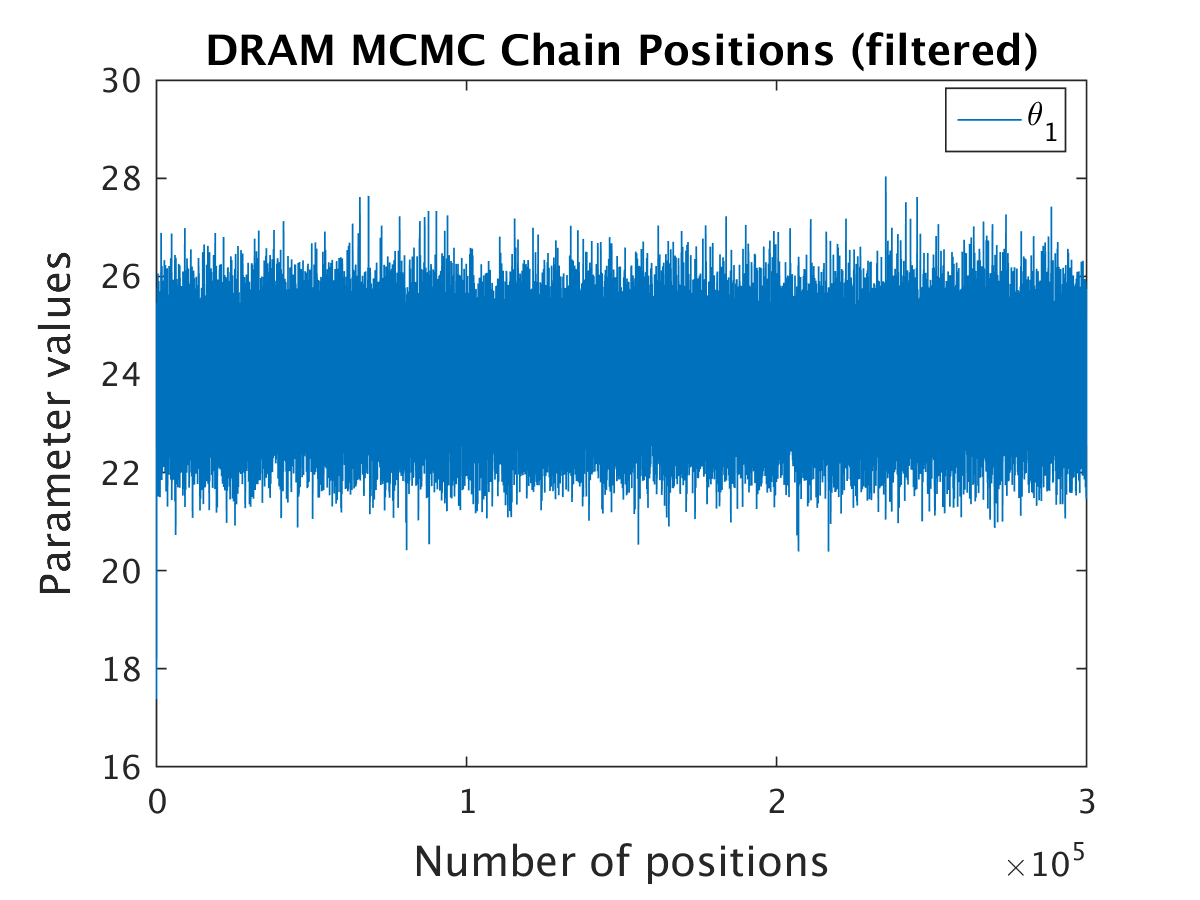 DRAM MCMC Chain Positions (filtered)
θ1
30
28
26
24
22
20
18
16
Parameter values
0 1 2 3
×10^5
Number of positions